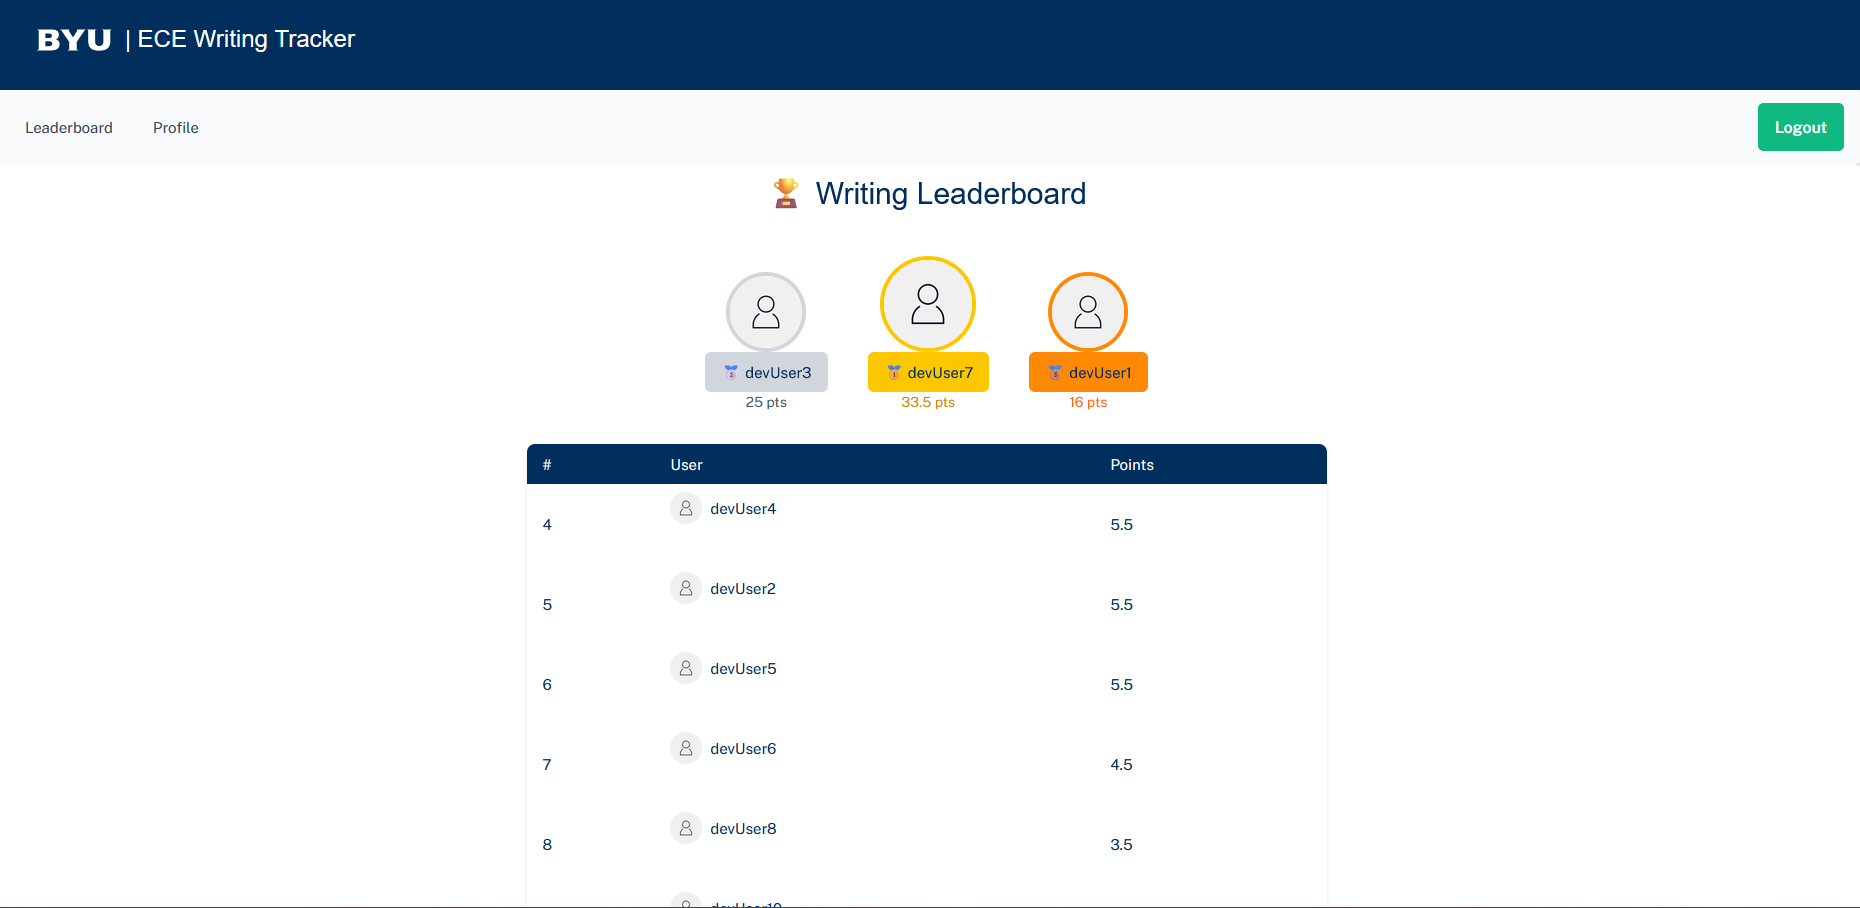 BYU | ECE Writing Tracker
Leaderboard Profile Logout
🏆 Writing Leaderboard
🥈 devUser3 🥇 devUser7 🥉 devUser1
25 pts 33.5 pts 16 pts
# User Points
4 devUser4 5.5
5 devUser2 5.5
6 devUser5 5.5
7 devUser6 4.5
8 devUser8 3.5